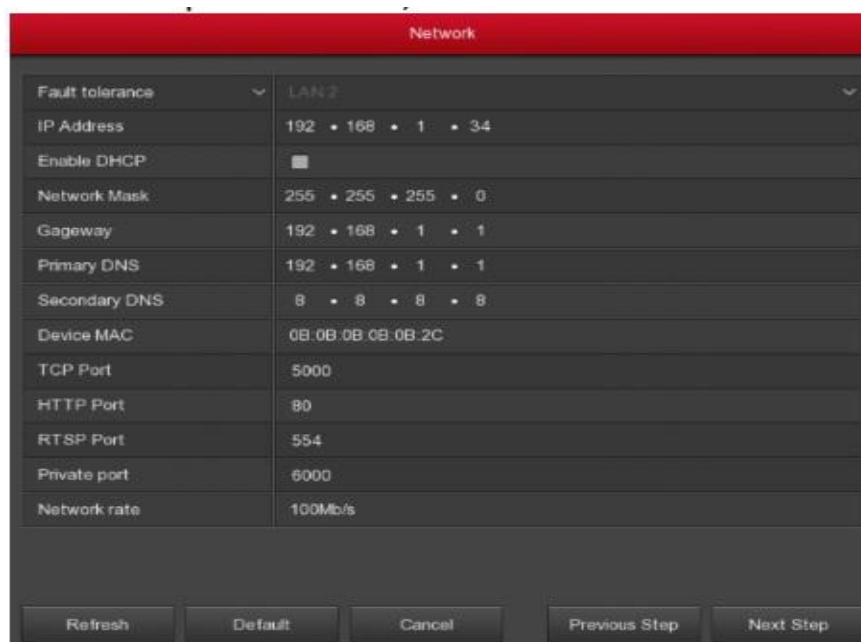 Network
Fault tolerance LAN 2
IP Address 192 • 168 • 1 • 34
Enable DHCP
Network Mask 255 • 255 • 255 • 0
Gageway 192 • 168 • 1 • 1
Primary DNS 192 • 168 • 1 • 1
Secondary DNS 8 • 8 • 8 • 8
Device MAC 0B:0B:0B:0B:0B:2C
TCP Port 5000
HTTP Port 80
RTSP Port 554
Private port 6000
Network rate 100Mb/s
Refresh Default Cancel Previous Step Next Step